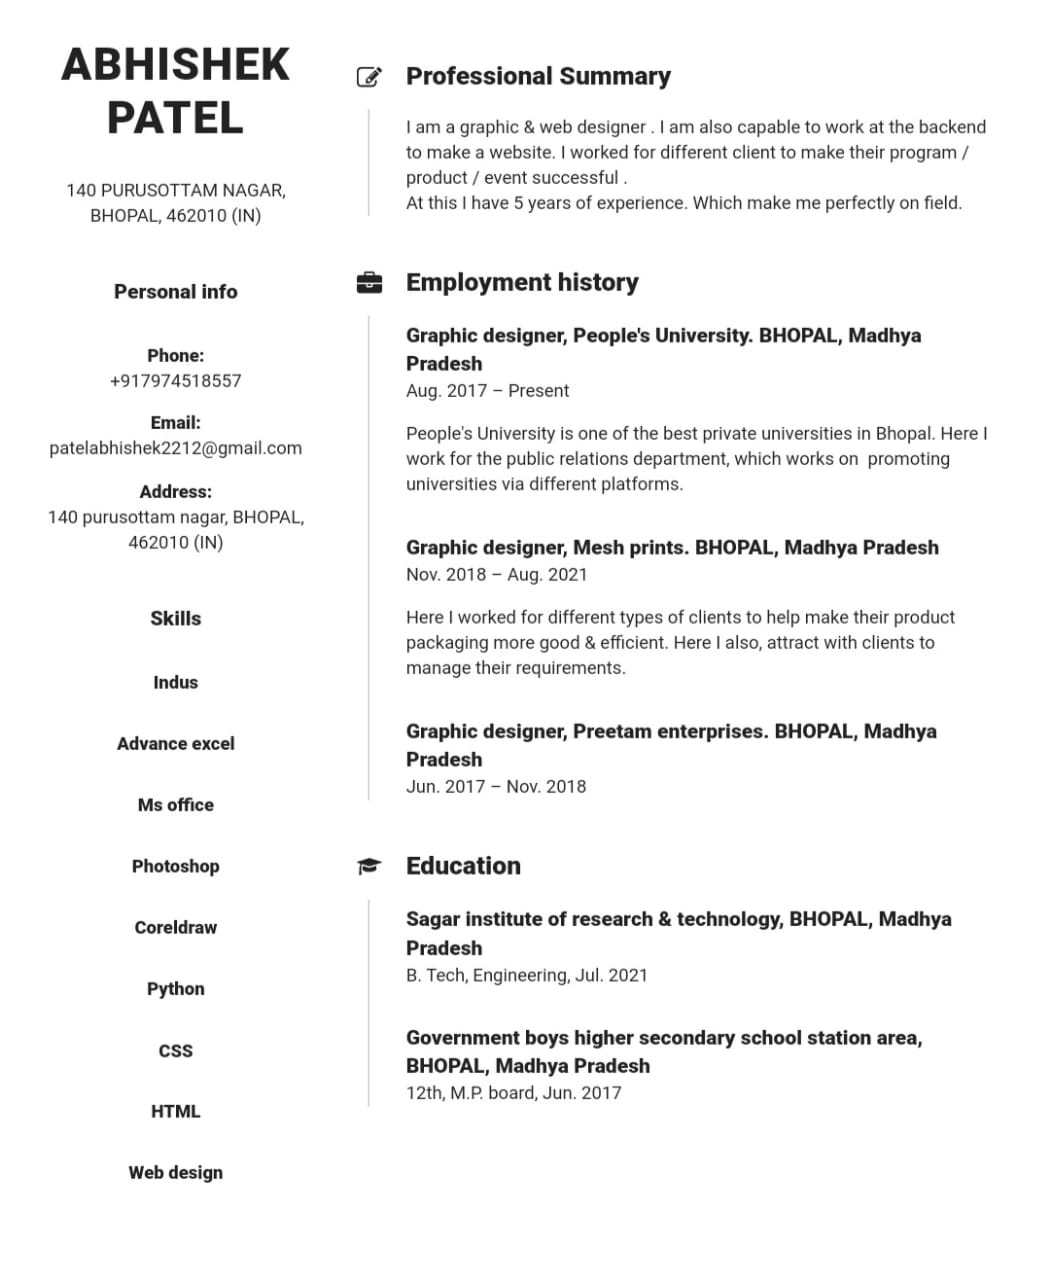 ABHISHEK
PATEL
140 PURUSOTTAM NAGAR,
BHOPAL, 462010 (IN)
Personal info
Phone:
+917974518557
Email:
patelabhishek2212@gmail.com
Address:
140 purusottam nagar, BHOPAL,
462010 (IN)
Skills
Indus
Advance excel
Ms office
Photoshop
Coreldraw
Python
CSS
HTML
Web design
Professional Summary
I am a graphic & web designer . I am also capable to work at the backend
to make a website. I worked for different client to make their program /
product / event successful .
At this I have 5 years of experience. Which make me perfectly on field.
Employment history
Graphic designer, People's University. BHOPAL, Madhya
Pradesh
Aug. 2017 – Present
People's University is one of the best private universities in Bhopal. Here I
work for the public relations department, which works on  promoting
universities via different platforms.
Graphic designer, Mesh prints. BHOPAL, Madhya Pradesh
Nov. 2018 – Aug. 2021
Here I worked for different types of clients to help make their product
packaging more good & efficient. Here I also, attract with clients to
manage their requirements.
Graphic designer, Preetam enterprises. BHOPAL, Madhya
Pradesh
Jun. 2017 – Nov. 2018
Education
Sagar institute of research & technology, BHOPAL, Madhya
Pradesh
B. Tech, Engineering, Jul. 2021
Government boys higher secondary school station area,
BHOPAL, Madhya Pradesh
12th, M.P. board, Jun. 2017